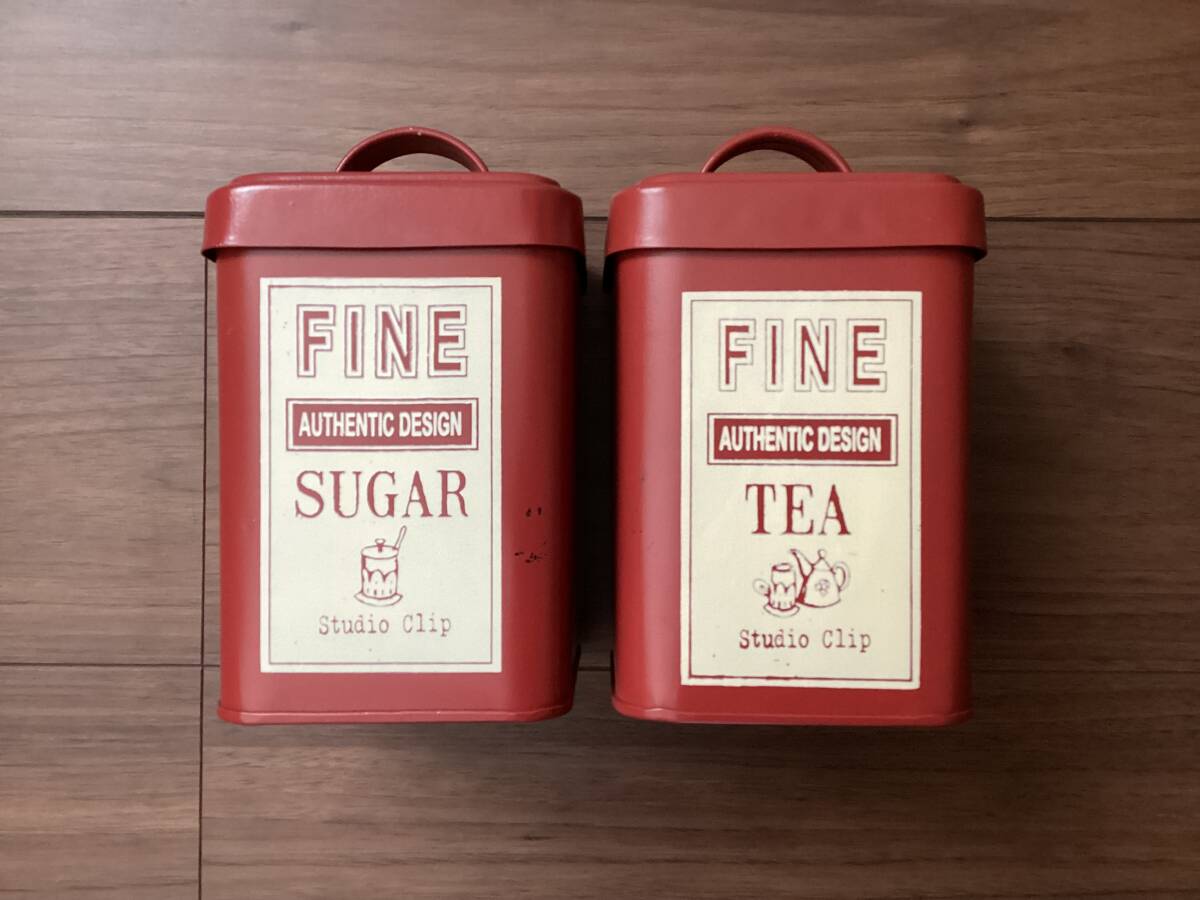 FINE
AUTHENTIC DESIGN
SUGAR
Studio Clip
FINE
AUTHENTIC DESIGN
TEA
Studio Clip